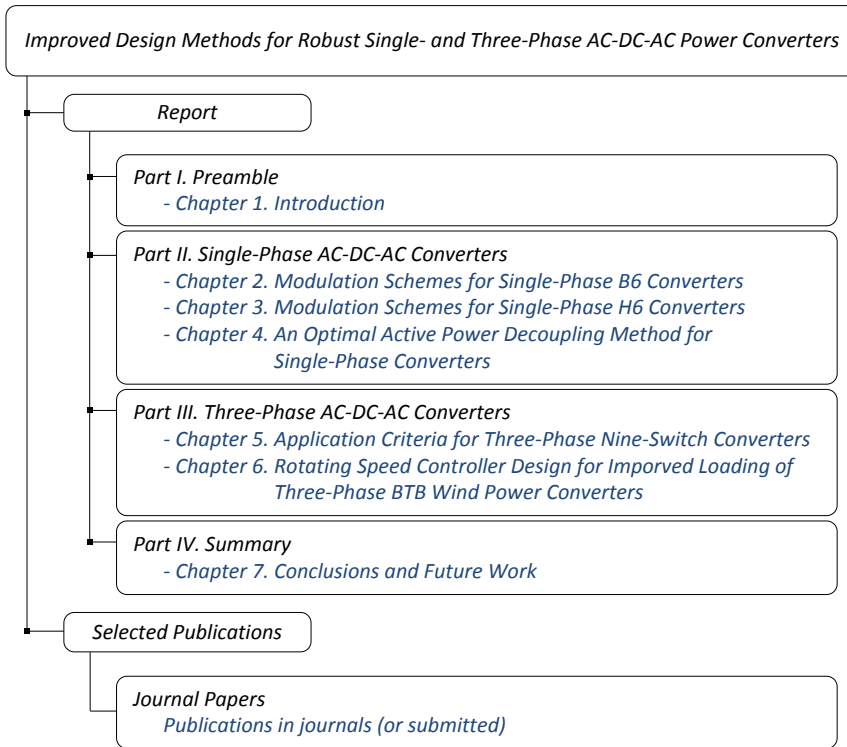 Improved Design Methods for Robust Single- and Three-Phase AC-DC-AC Power Converters
Report
Part I. Preamble
- Chapter 1. Introduction
Part II. Single-Phase AC-DC-AC Converters
- Chapter 2. Modulation Schemes for Single-Phase B6 Converters
- Chapter 3. Modulation Schemes for Single-Phase H6 Converters
- Chapter 4. An Optimal Active Power Decoupling Method for
Single-Phase Converters
Part III. Three-Phase AC-DC-AC Converters
- Chapter 5. Application Criteria for Three-Phase Nine-Switch Converters
- Chapter 6. Rotating Speed Controller Design for Imporved Loading of
Three-Phase BTB Wind Power Converters
Part IV. Summary
- Chapter 7. Conclusions and Future Work
Selected Publications
Journal Papers
Publications in journals (or submitted)